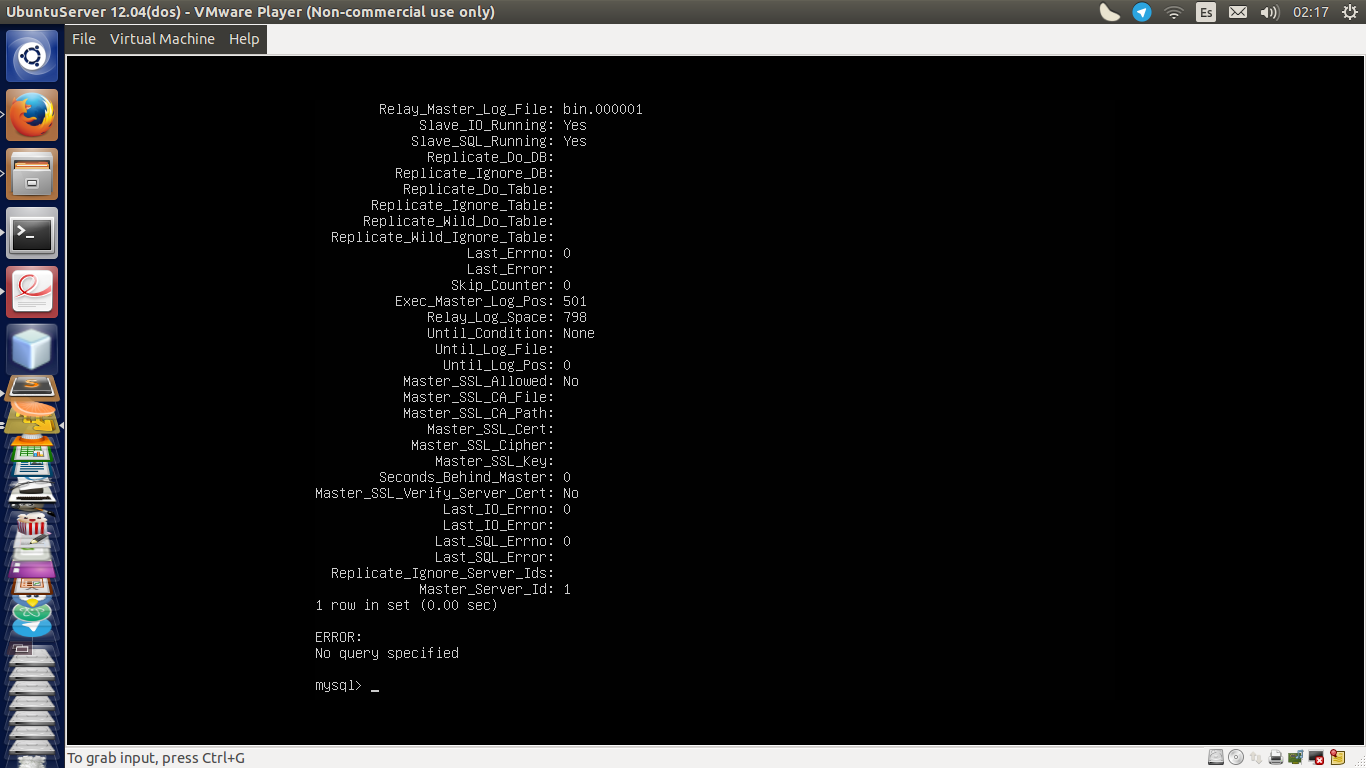 UbuntuServer 12.04(dos) - VMware Player (Non-commercial use only)
Es
02:17
File Virtual Machine Help
Relay_Master_Log_File: bin.000001
Slave_IO_Running: Yes
Slave_SQL_Running: Yes
Replicate_Do_DB:
Replicate_Ignore_DB:
Replicate_Do_Table:
Replicate_Ignore_Table:
Replicate_Wild_Do_Table:
Replicate_Wild_Ignore_Table:
Last_Errno: 0
Last_Error:
Skip_Counter: 0
Exec_Master_Log_Pos: 501
Relay_Log_Space: 798
Until_Condition: None
Until_Log_File:
Until_Log_Pos: 0
Master_SSL_Allowed: No
Master_SSL_CA_File:
Master_SSL_CA_Path:
Master_SSL_Cert:
Master_SSL_Cipher:
Master_SSL_Key:
Seconds_Behind_Master: 0
Master_SSL_Verify_Server_Cert: No
Last_IO_Errno: 0
Last_IO_Error:
Last_SQL_Errno: 0
Last_SQL_Error:
Replicate_Ignore_Server_Ids:
Master_Server_Id: 1
1 row in set (0.00 sec)
ERROR:
No query specified
mysql> _
To grab input, press Ctrl+G